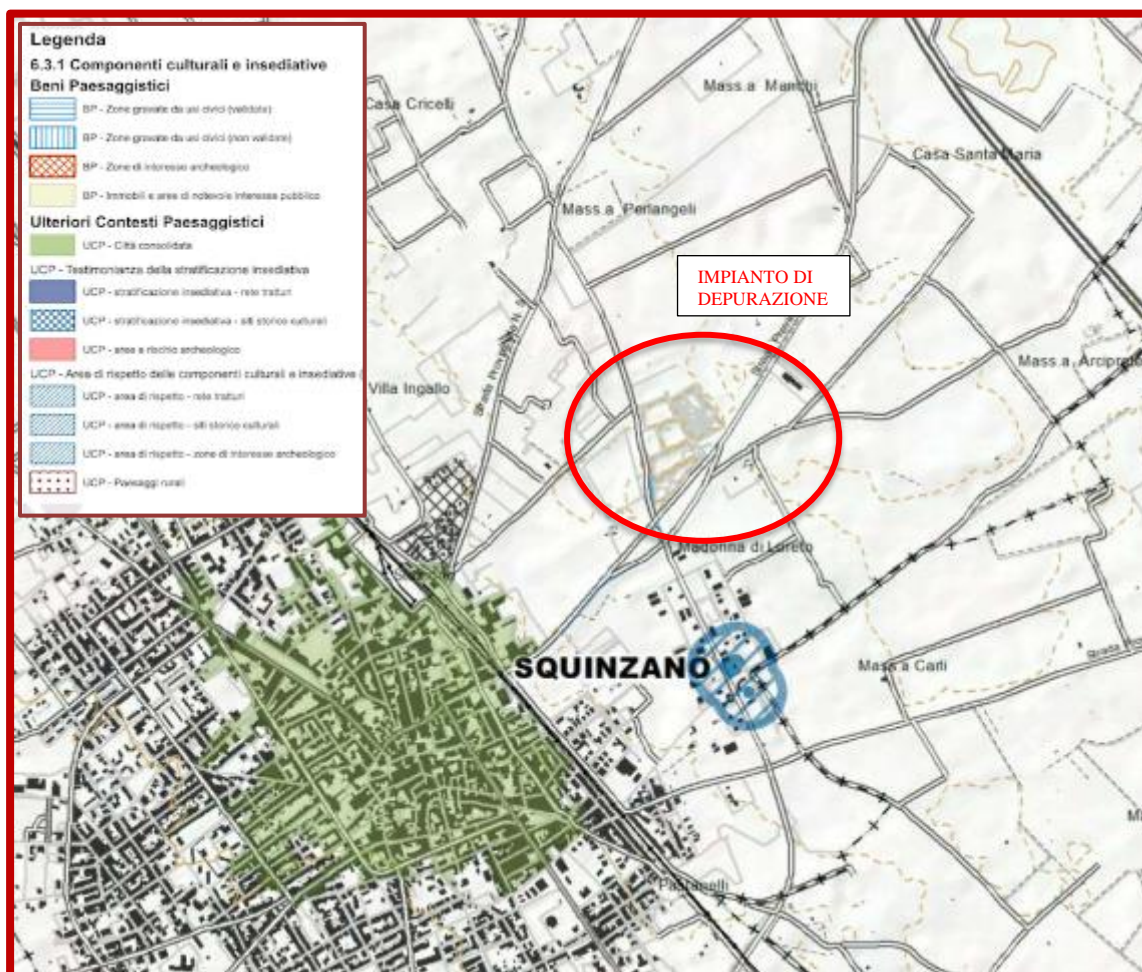 Legenda
6.3.1 Componenti culturali e insediative
Beni Paesaggistici
BP - Zone gravate da usi civici (validate)
BP - Zone gravate da usi civici (non validate)
BP - Zone di interesse archeologico
BP - Immobili e aree di notevole interesse pubblico
Ulteriori Contesti Paesaggistici
UCP - Città consolidata
UCP - Testimonianza della stratificazione insediativa
UCP - stratificazione insediativa - rete tratturi
UCP - stratificazione insediativa - siti storico culturali
UCP - aree a rischio archeologico
UCP - Area di rispetto delle componenti culturali e insediative (
UCP - area di rispetto - rete tratturi
UCP - area di rispetto - siti storico culturali
UCP - area di rispetto - zone di interesse archeologico
UCP - Paesaggi rurali
Casa Cricelli
Mass.a Manchi
Casa Santa Maria
Mass.a Perlangeli
IMPIANTO DI
DEPURAZIONE
Strada Provinciale N.
Villa Ingallo
Mass.a Arciprete
Madonna di Loreto
SQUINZANO
Mass.a Carli